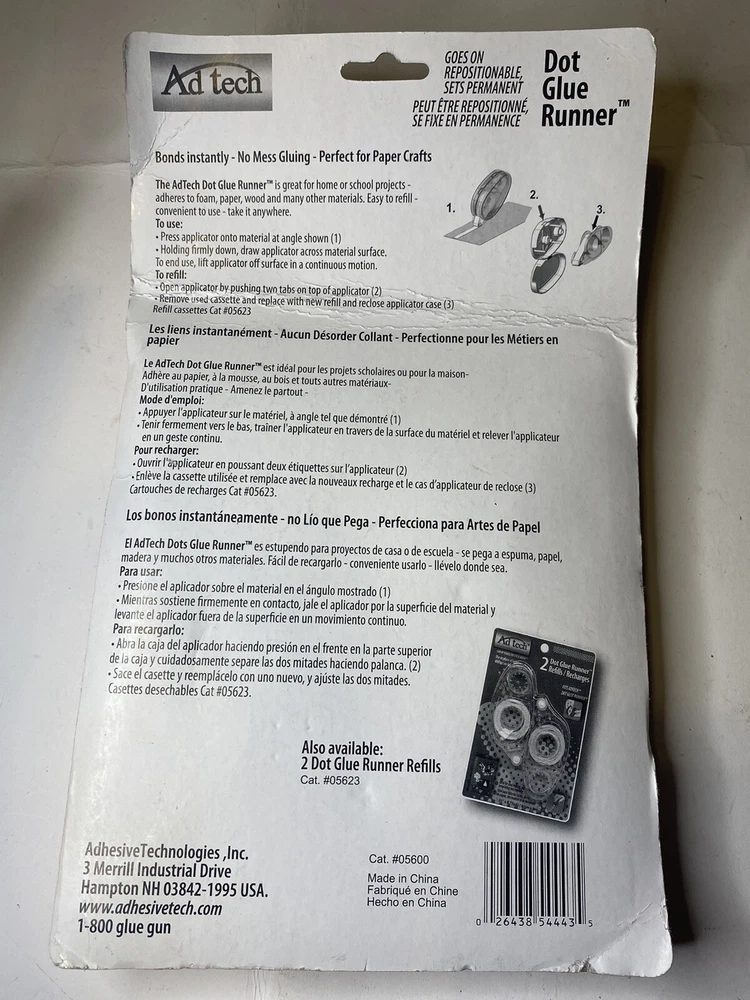 Ad tech
GOES ON
REPOSITIONABLE,
SETS PERMANENT
PEUT ÊTRE REPOSITIONNÉ,
SE FIXE EN PERMANENCE
Dot
Glue
Runner™
Bonds instantly - No Mess Gluing - Perfect for Paper Crafts
The AdTech Dot Glue Runner™ is great for home or school projects -
adheres to foam, paper, wood and many other materials. Easy to refill -
convenient to use - take it anywhere.
To use:
• Press applicator onto material at angle shown (1)
• Holding firmly down, draw applicator across material surface.
To end use, lift applicator off surface in a continuous motion.
To refill:
• Open applicator by pushing two tabs on top of applicator (2)
• Remove used cassette and replace with new refill and reclose applicator case (3)
Refill cassettes Cat #05623
1.
2.
3.
Les liens instantanément - Aucun Désorder Collant - Perfectionne pour les Métiers en
papier
Le AdTech Dot Glue Runner™ est idéal pour les projets scholaires ou pour la maison-
Adhère au papier, à la mousse, au bois et touts autres matériaux-
D'utilisation pratique - Amenez le partout -
Mode d'emploi:
• Appuyer l'applicateur sur le matériel, à angle tel que démontré (1)
• Tenir fermement vers le bas, traîner l'applicateur en travers de la surface du matériel et relever l'applicateur
en un geste continu.
Pour recharger:
• Ouvrir l'applicateur en poussant deux étiquettes sur l'applicateur (2)
• Enlève la cassette utilisée et remplace avec la nouveaux recharge et le cas d'applicateur de reclose (3)
Cartouches de recharges Cat #05623.
Los bonos instantáneamente - no Lío que Pega - Perfecciona para Artes de Papel
El AdTech Dots Glue Runner™ es estupendo para proyectos de casa o de escuela - se pega a espuma, papel,
madera y muchos otros materiales. Fácil de recargarlo - conveniente usarlo - llévelo donde sea.
Para usar:
• Presione el aplicador sobre el material en el ángulo mostrado (1)
• Mientras sostiene firmemente en contacto, jale el aplicador por la superficie del material y
levante el aplicador fuera de la superficie en un movimiento continuo.
Para recargarlo:
• Abra la caja del aplicador haciendo presión en el frente en la parte superior
de la caja y cuidadosamente separe las dos mitades haciendo palanca. (2)
• Sace el casette y reemplácelo con uno nuevo, y ajúste las dos mitades.
Casettes desechables Cat #05623.
Ad Tech
2 Dot Glue Runner™
Refills / Recharges
Also available:
2 Dot Glue Runner Refills
Cat. #05623
AdhesiveTechnologies ,Inc.
3 Merrill Industrial Drive
Hampton NH 03842-1995 USA.
www.adhesivetech.com
1-800 glue gun
Cat. #05600
Made in China
Fabriqué en Chine
Hecho en China
0 26438 54443 5